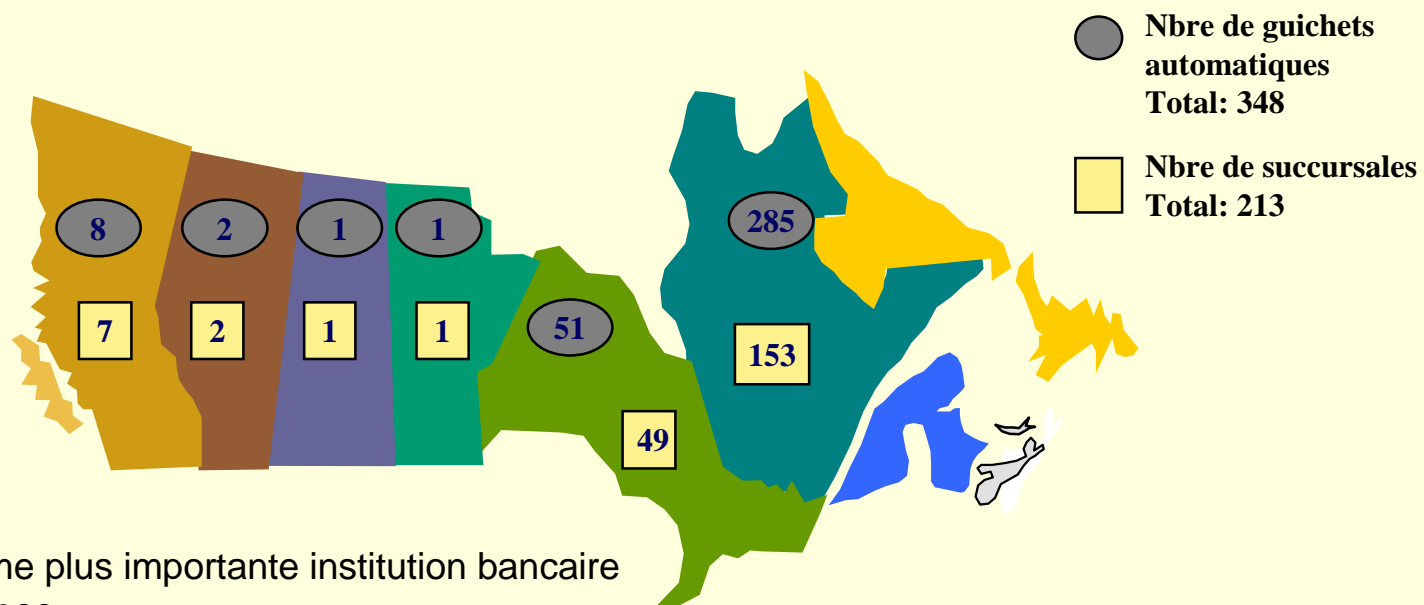 Nbre de guichets
automatiques
Total: 348
Nbre de succursales
Total: 213
8
2
1
1
285
51
7
2
1
1
153
49
plus importante institution bancaire